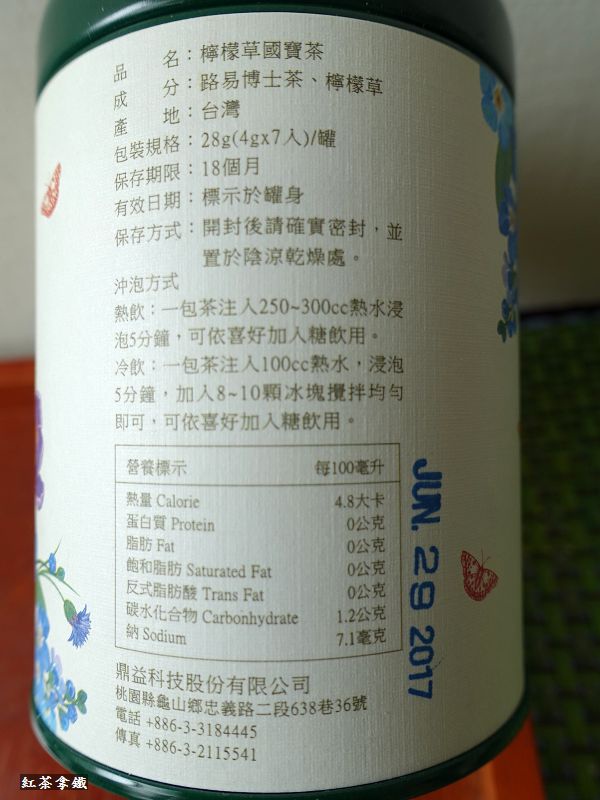 品　　名：檸檬草國寶茶
成　　分：路易博士茶、檸檬草
產　　地：台灣
包裝規格：28g(4gx7入)/罐
保存期限：18個月
有效日期：標示於罐身
保存方式：開封後請確實密封，並
置於陰涼乾燥處。
沖泡方式
熱飲：一包茶注入250~300cc熱水浸
泡5分鐘，可依喜好加入糖飲用。
冷飲：一包茶注入100cc熱水，浸泡
5分鐘，加入8~10顆冰塊攪拌均勻
即可，可依喜好加入糖飲用。
營養標示　每100毫升
熱量 Calorie　4.8大卡
蛋白質 Protein　0公克
脂肪 Fat　0公克
飽和脂肪 Saturated Fat　0公克
反式脂肪酸 Trans Fat　0公克
碳水化合物 Carbonhydrate　1.2公克
納 Sodium　7.1毫克
JUN. 29 2017
鼎益科技股份有限公司
桃園縣龜山鄉忠義路二段638巷36號
電話 +886-3-3184445
傳真 +886-3-2115541
紅茶拿鐵